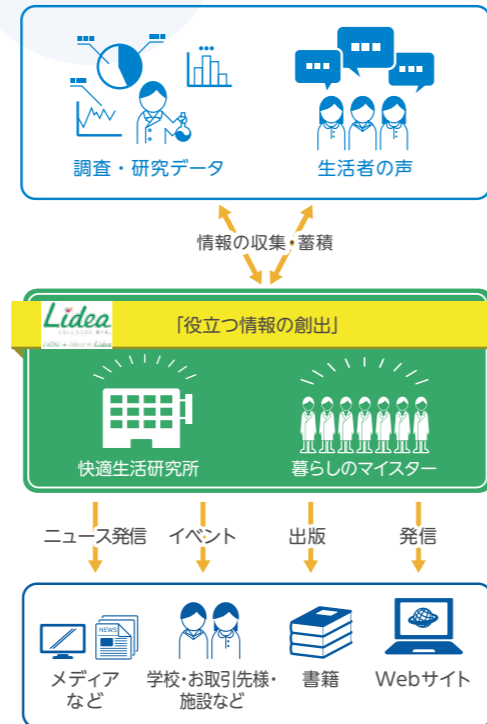 調査・研究データ
生活者の声
情報の収集・蓄積
Lidea
LION + Idea = Lidea
「役立つ情報の創出」
快適生活研究所
暮らしのマイスター
ニュース発信
イベント
出版
発信
NEWS
メディア
など
学校・お取引先様・
施設など
書籍
Webサイト